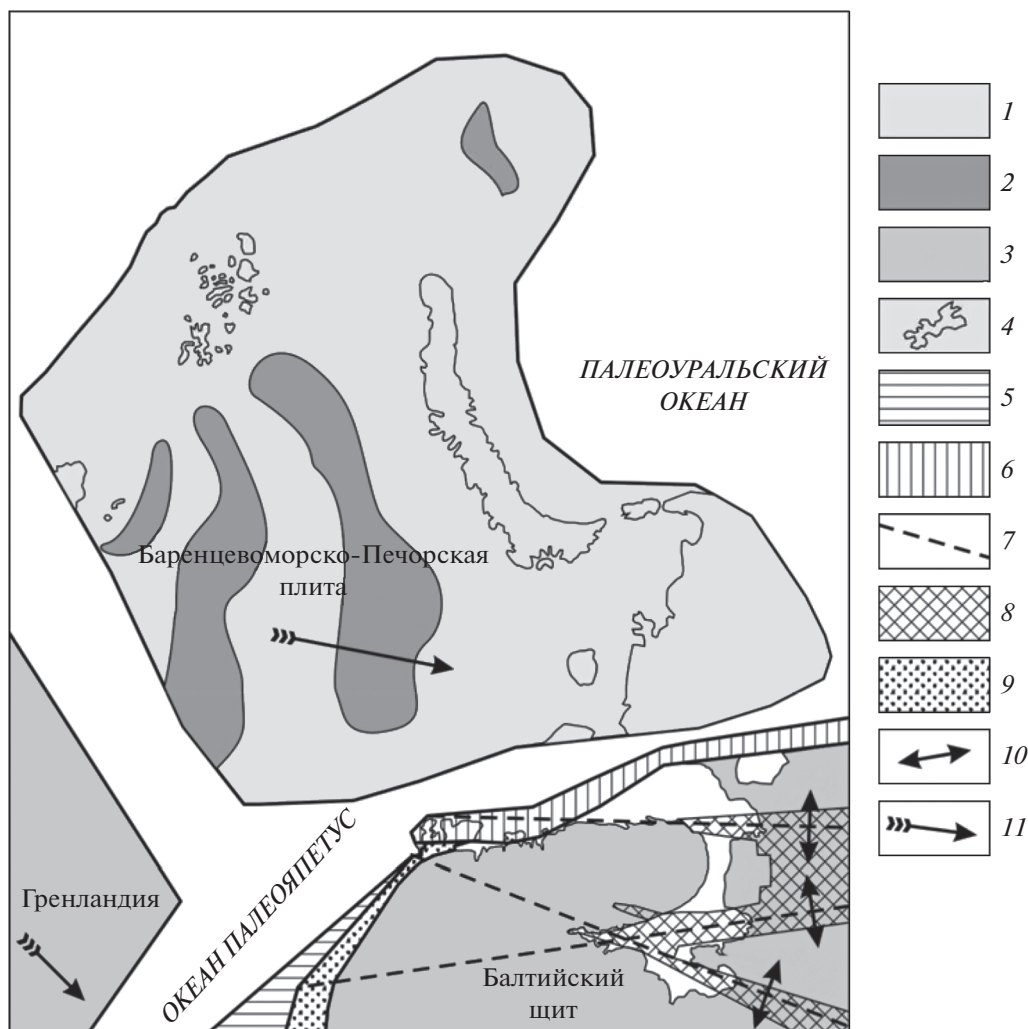 ПАЛЕОУРАЛЬСКИЙ
ОКЕАН
Баренцевоморско-Печорская
плита
Гренландия
ОКЕАН ПАЛЕОЯПЕТУС
Балтийский
щит
1
2
3
4
5
6
7
8
9
10
11